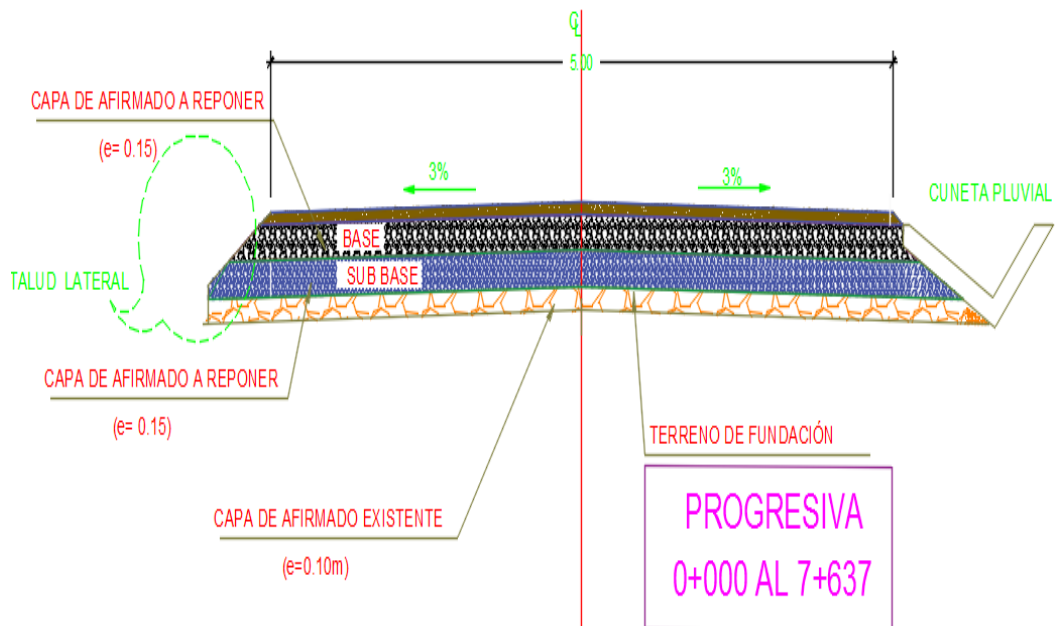 CL
5.00
CAPA DE AFIRMADO A REPONER
(e= 0.15)
3%
3%
CUNETA PLUVIAL
BASE
SUB BASE
TALUD LATERAL
CAPA DE AFIRMADO A REPONER
(e= 0.15)
TERRENO DE FUNDACIÓN
CAPA DE AFIRMADO EXISTENTE
(e=0.10m)
PROGRESIVA
0+000 AL 7+637